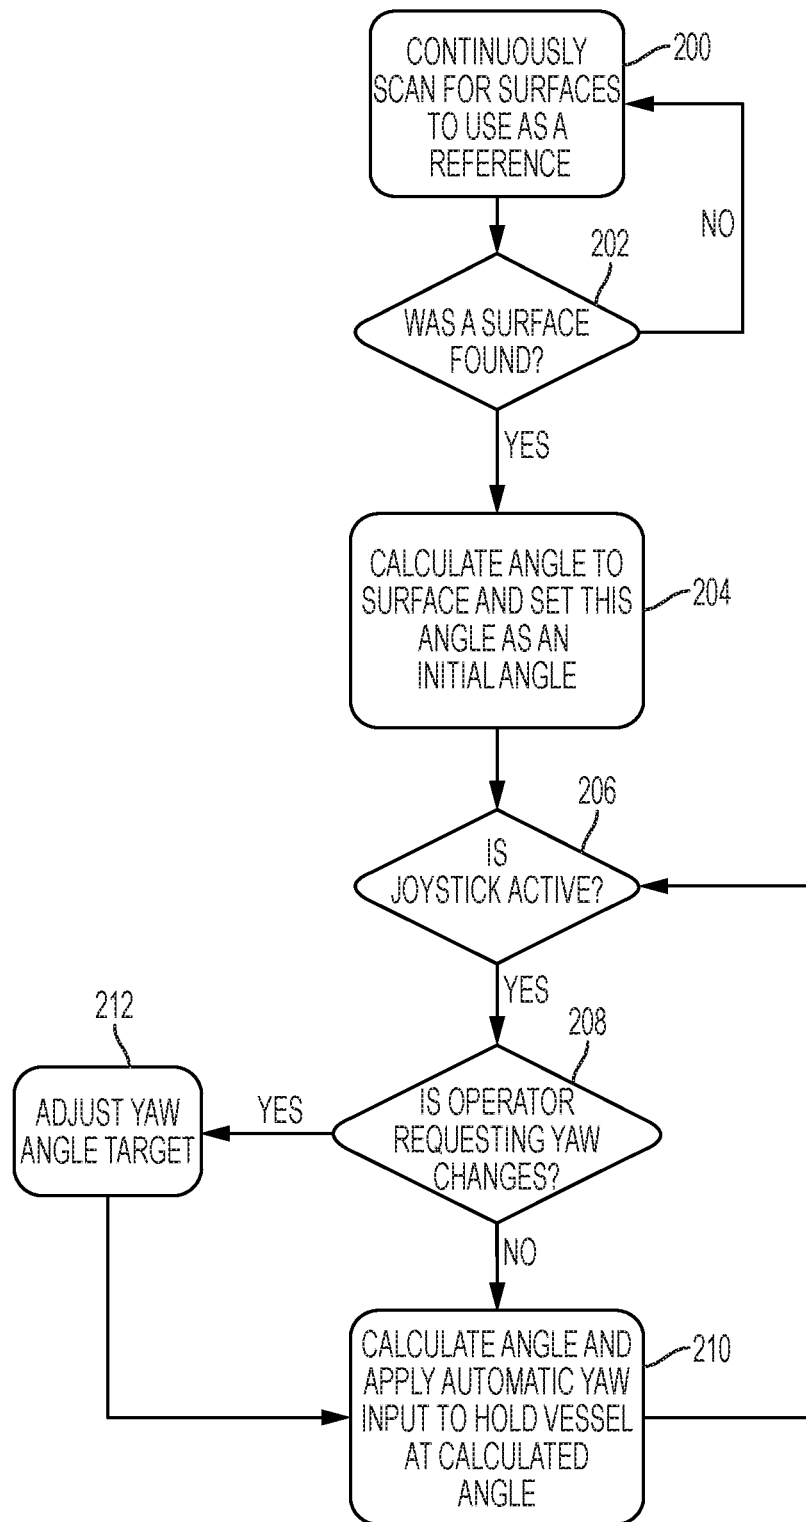 CONTINUOUSLY
SCAN FOR SURFACES
TO USE AS A
REFERENCE
200
NO
202
WAS A SURFACE
FOUND?
YES
CALCULATE ANGLE TO
SURFACE AND SET THIS
ANGLE AS AN
INITIAL ANGLE
204
206
IS
JOYSTICK ACTIVE?
YES
212
208
ADJUST YAW
ANGLE TARGET
YES
IS OPERATOR
REQUESTING YAW
CHANGES?
NO
CALCULATE ANGLE AND
APPLY AUTOMATIC YAW
INPUT TO HOLD VESSEL
AT CALCULATED
ANGLE
210